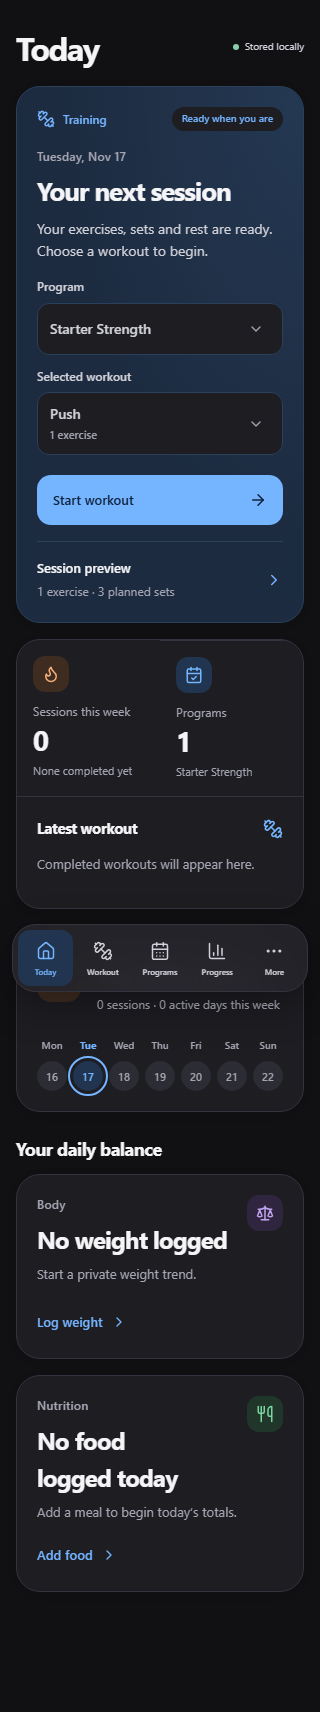 Today
Stored locally
Training
Ready when you are
Tuesday, Nov 17
Your next session
Your exercises, sets and rest are ready.
Choose a workout to begin.
Program
Starter Strength
Selected workout
Push
1 exercise
Start workout
Session preview
1 exercise · 3 planned sets
Sessions this week
0
None completed yet
Programs
1
Starter Strength
Latest workout
Completed workouts will appear here.
Today
Workout
Programs
Progress
More
0 sessions · 0 active days this week
Mon Tue Wed Thu Fri Sat Sun
16 17 18 19 20 21 22
Your daily balance
Body
No weight logged
Start a private weight trend.
Log weight
Nutrition
No food
logged today
Add a meal to begin today's totals.
Add food